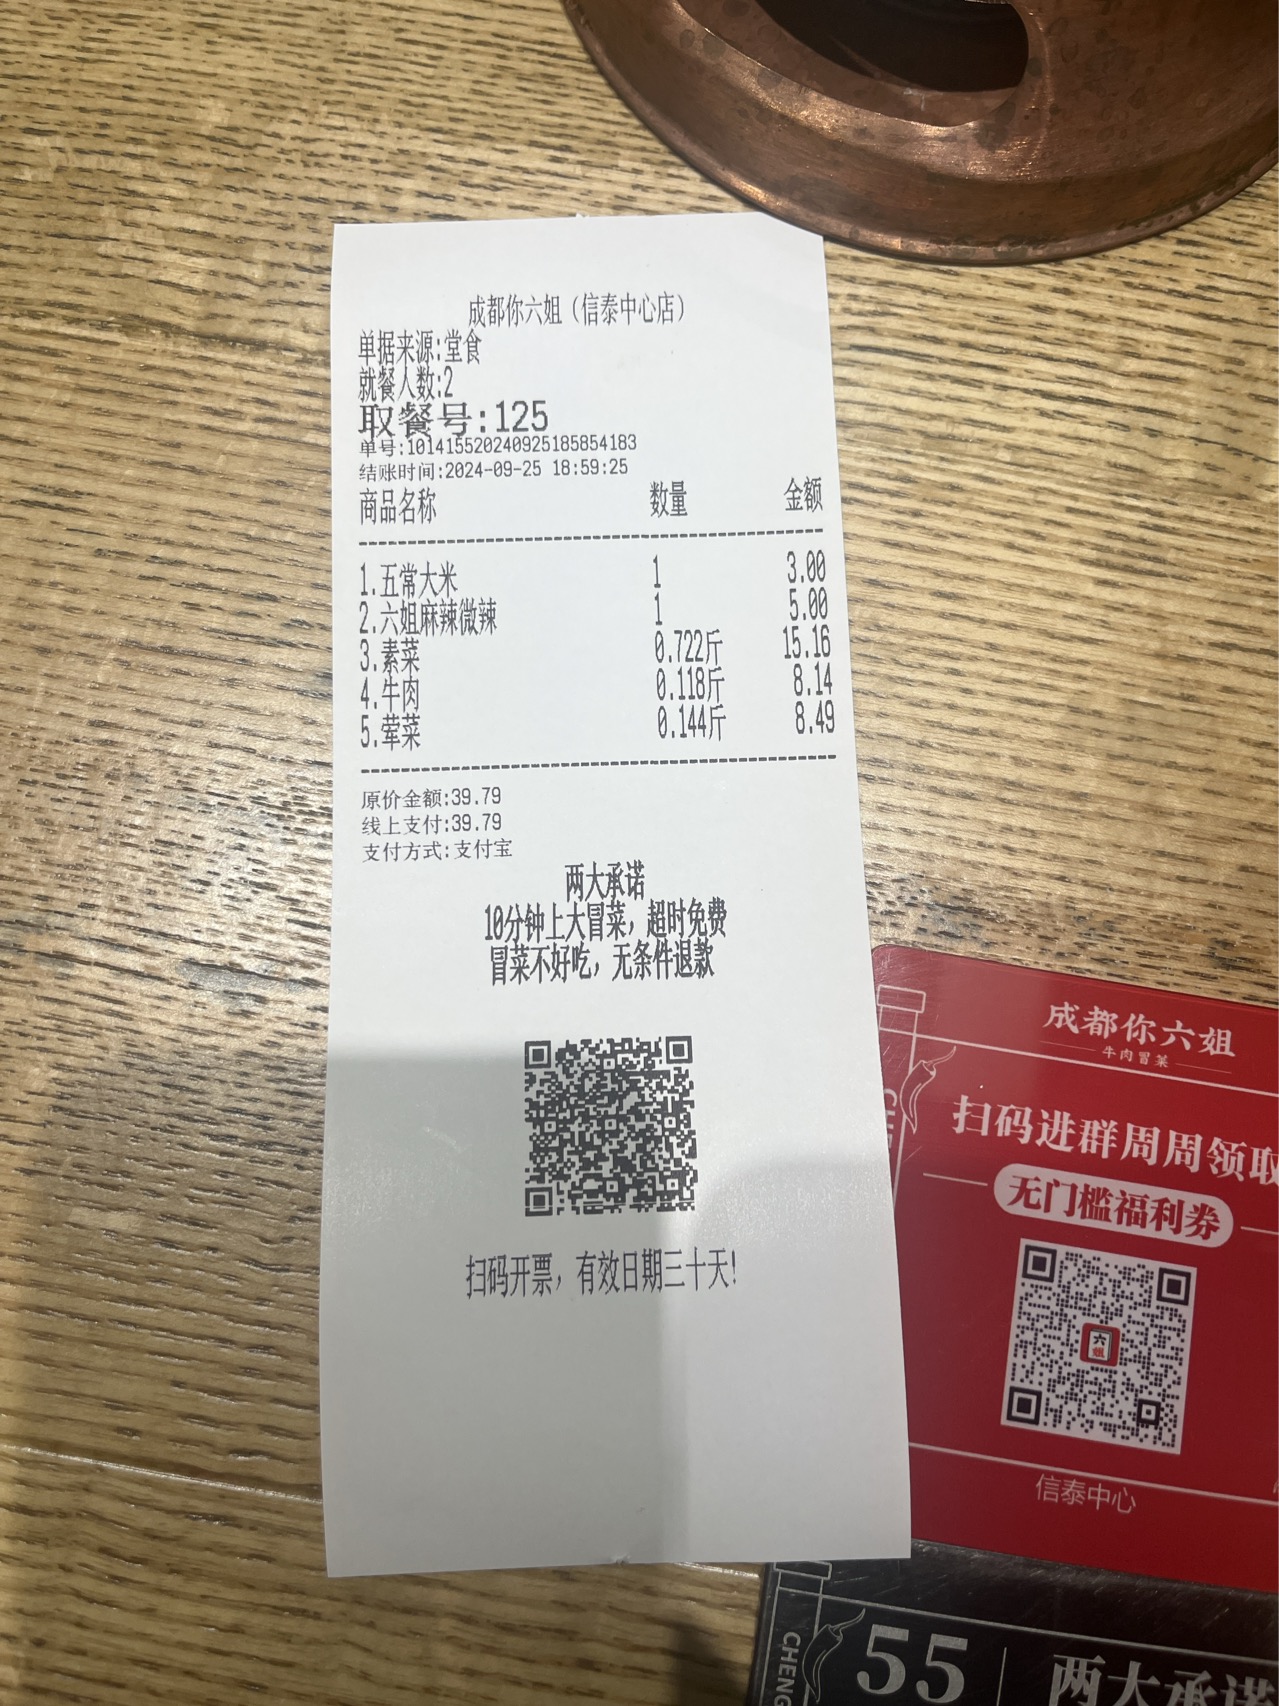 成都你六姐（信泰中心店）
单据来源:堂食
就餐人数:2
取餐号:125
单号:101415520240925185854183
结账时间:2024-09-25 18:59:25
商品名称 数量 金额
1.五常大米 1 3.00
2.六姐麻辣微辣 1 5.00
3.素菜 0.722斤 15.16
4.牛肉 0.118斤 8.14
5.荤菜 0.144斤 8.49
原价金额:39.79
线上支付:39.79
支付方式:支付宝
两大承诺
10分钟上大冒菜，超时免费
冒菜不好吃，无条件退款
扫码开票，有效日期三十天!
成都你六姐
牛肉冒菜
扫码进群周周领取
无门槛福利券
六姐
信泰中心
CHENG
55 两大承诺